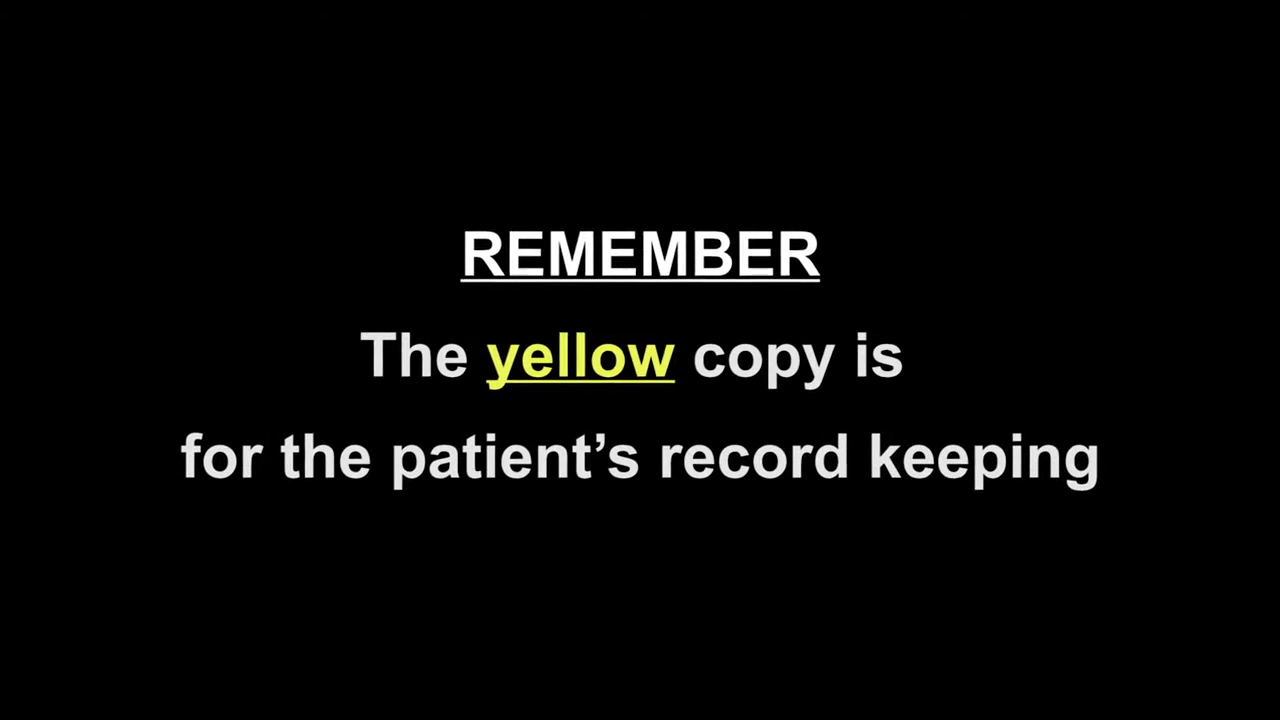 REMEMBER
The yellow copy is
for the patient’s record keeping